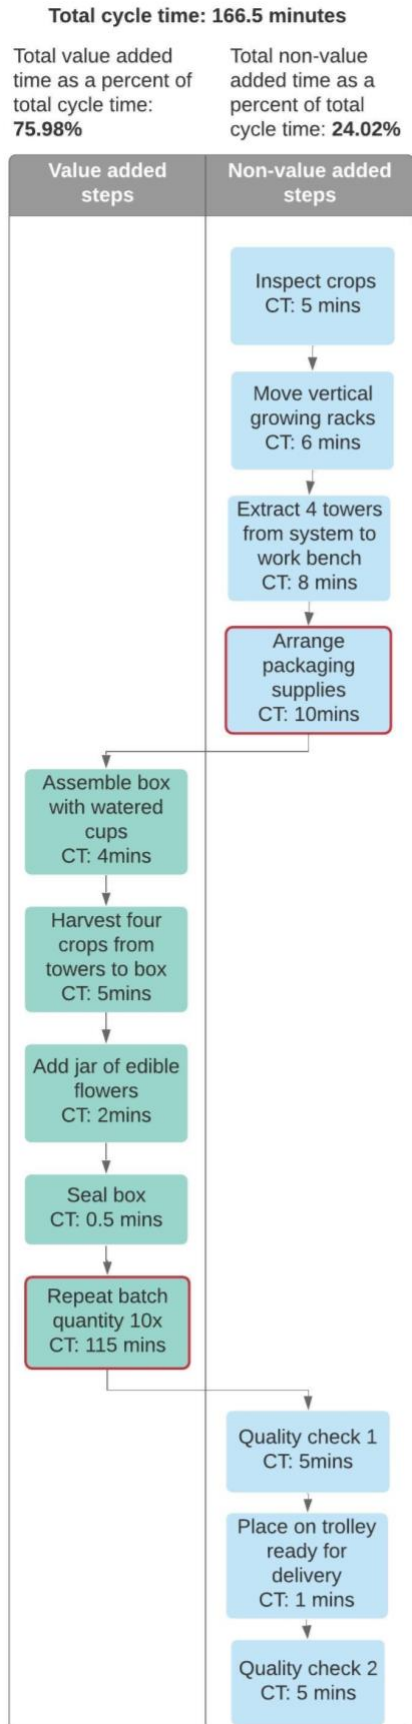 Total cycle time: 166.5 minutes
Total value added
time as a percent of
total cycle time:
75.98%
Total non-value
added time as a
percent of total
cycle time: 24.02%
Value added
steps
Non-value added
steps
Inspect crops
CT: 5 mins
Move vertical
growing racks
CT: 6 mins
Extract 4 towers
from system to
work bench
CT: 8 mins
Arrange
packaging
supplies
CT: 10mins
Assemble box
with watered
cups
CT: 4mins
Harvest four
crops from
towers to box
CT: 5mins
Add jar of edible
flowers
CT: 2mins
Seal box
CT: 0.5 mins
Repeat batch
quantity 10x
CT: 115 mins
Quality check 1
CT: 5mins
Place on trolley
ready for
delivery
CT: 1 mins
Quality check 2
CT: 5 mins